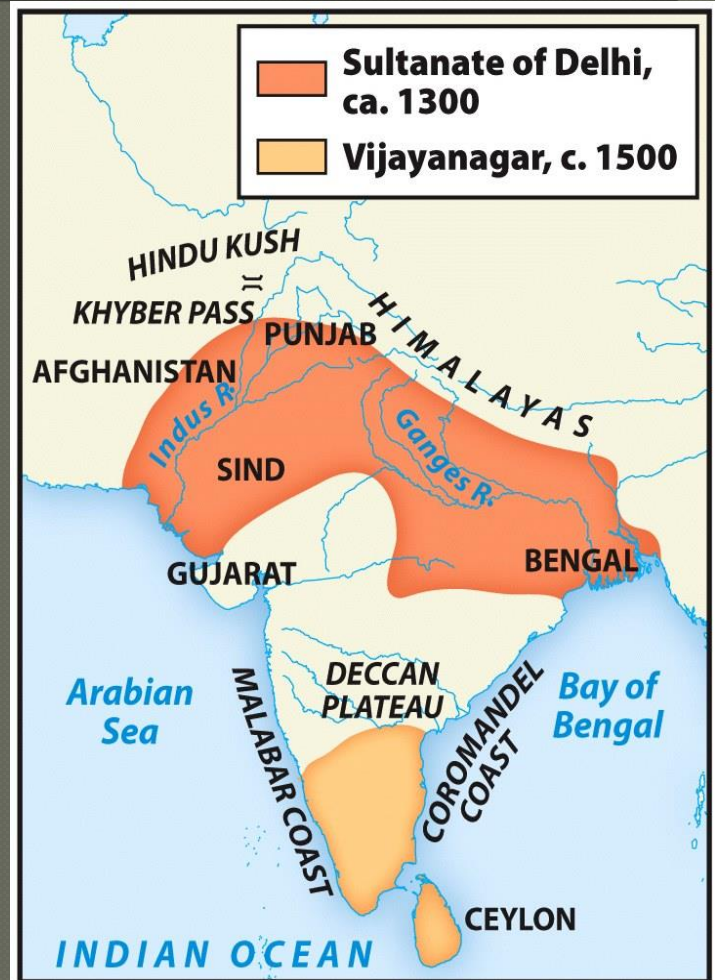 Sultanate of Delhi,
ca. 1300
Vijayanagar, c. 1500
HINDU KUSH
KHYBER PASS
PUNJAB
HIMALAYAS
AFGHANISTAN
Indus R.
Ganges R.
SIND
BENGAL
GUJARAT
DECCAN
PLATEAU
Arabian
Sea
MALABAR COAST
COROMANDEL
COAST
Bay of
Bengal
CEYLON
INDIAN OCEAN